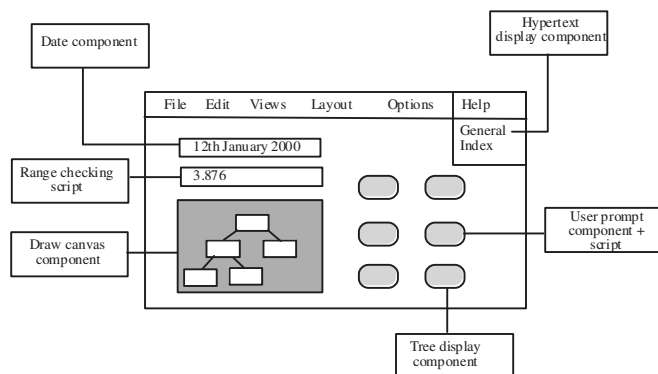 Hypertext
display component
Date component
File Edit Views Layout Options Help
General
Index
12th January 2000
Range checking
script
3.876
User prompt
component +
script
Draw canvas
component
Tree display
component